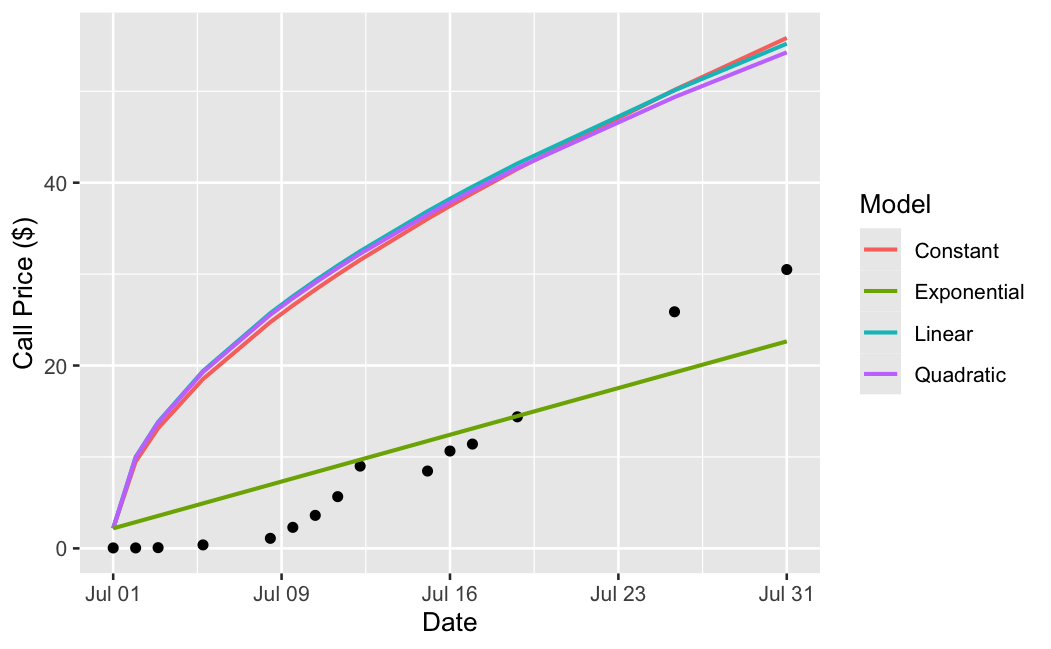 Call Price ($)
40
20
0
Jul 01
Jul 09
Jul 16
Jul 23
Jul 31
Date
Model
Constant
Exponential
Linear
Quadratic